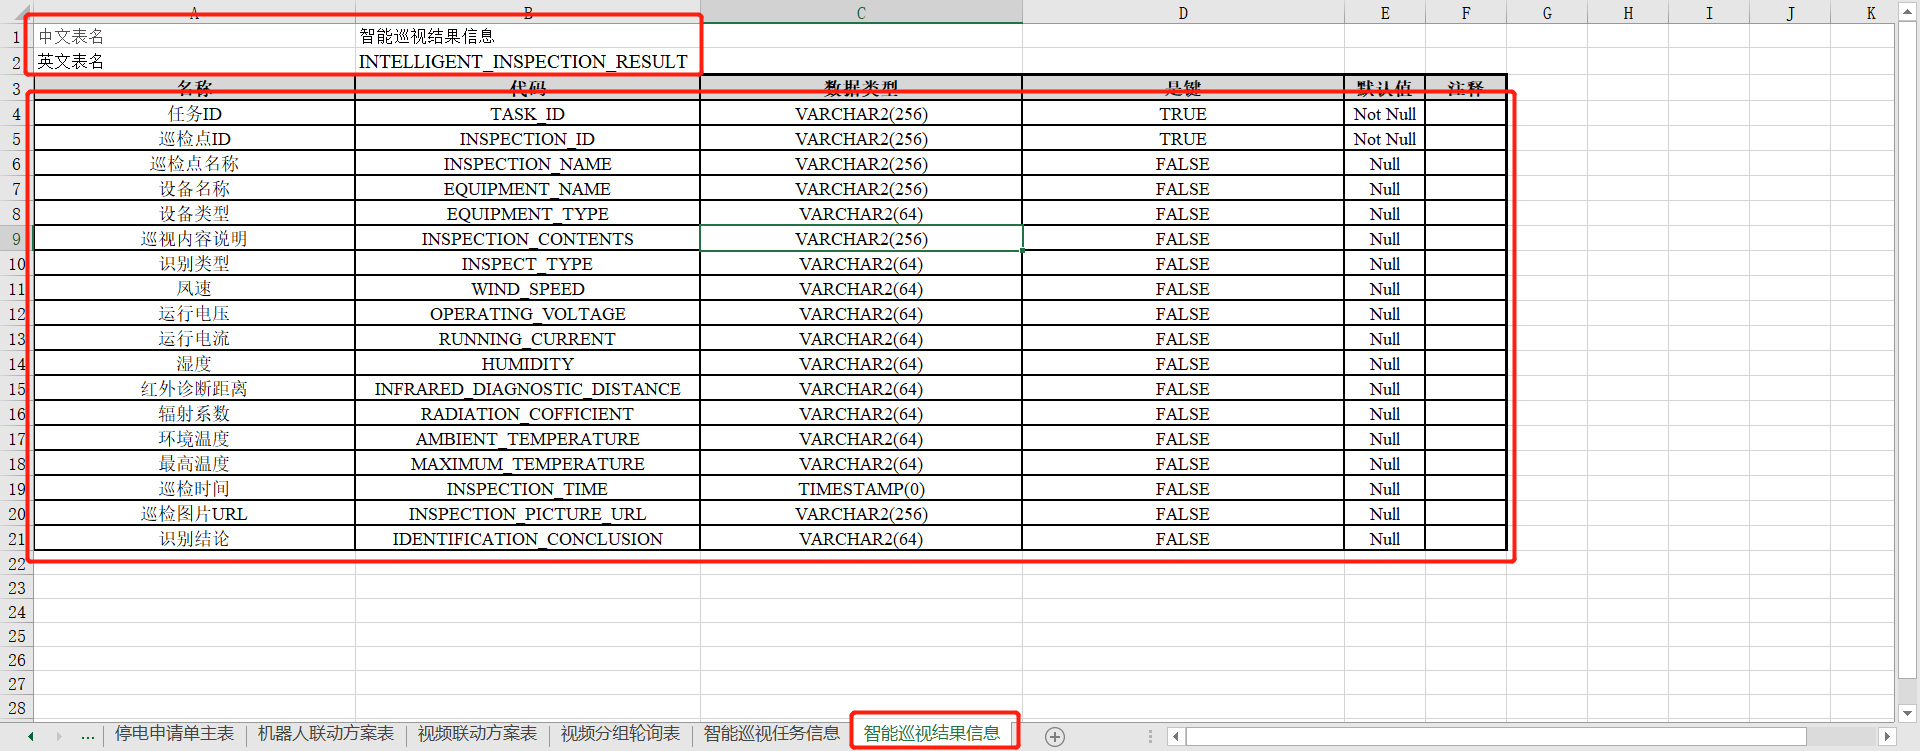 A B C D E F G H I J K
1 中文表名 智能巡视结果信息
2 英文表名 INTELLIGENT_INSPECTION_RESULT
3 名称 代码 数据类型 是键 默认值 注释
4 任务ID TASK_ID VARCHAR2(256) TRUE Not Null
5 巡检点ID INSPECTION_ID VARCHAR2(256) TRUE Not Null
6 巡检点名称 INSPECTION_NAME VARCHAR2(256) FALSE Null
7 设备名称 EQUIPMENT_NAME VARCHAR2(256) FALSE Null
8 设备类型 EQUIPMENT_TYPE VARCHAR2(64) FALSE Null
9 巡视内容说明 INSPECTION_CONTENTS VARCHAR2(256) FALSE Null
10 识别类型 INSPECT_TYPE VARCHAR2(64) FALSE Null
11 风速 WIND_SPEED VARCHAR2(64) FALSE Null
12 运行电压 OPERATING_VOLTAGE VARCHAR2(64) FALSE Null
13 运行电流 RUNNING_CURRENT VARCHAR2(64) FALSE Null
14 湿度 HUMIDITY VARCHAR2(64) FALSE Null
15 红外诊断距离 INFRARED_DIAGNOSTIC_DISTANCE VARCHAR2(64) FALSE Null
16 辐射系数 RADIATION_COFFICIENT VARCHAR2(64) FALSE Null
17 环境温度 AMBIENT_TEMPERATURE VARCHAR2(64) FALSE Null
18 最高温度 MAXIMUM_TEMPERATURE VARCHAR2(64) FALSE Null
19 巡检时间 INSPECTION_TIME TIMESTAMP(0) FALSE Null
20 巡检图片URL INSPECTION_PICTURE_URL VARCHAR2(256) FALSE Null
21 识别结论 IDENTIFICATION_CONCLUSION VARCHAR2(64) FALSE Null
22
23
24
25
26
27
28
... 停电申请单主表 机器人联动方案表 视频联动方案表 视频分组轮询表 智能巡视任务信息 智能巡视结果信息